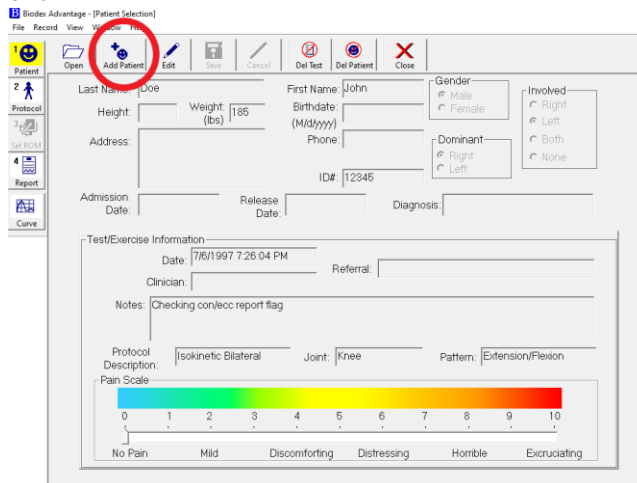 Biodex Advantage - [Patient Selection]
File Record View Window Help
1 Patient
2 Protocol
3 Set ROM
4 Report
Curve
Open Add Patient Edit Save Cancel Del Test Del Patient Close
Last Name: Doe First Name: John
Height: Weight: (lbs) 185 Birthdate: (M/d/yyyy)
Address: Phone:
ID#: 12345
Gender
Male
Female
Dominant
Right
Left
Involved
Right
Left
Both
None
Admission Date: Release Date: Diagnosis:
Test/Exercise Information
Date: 7/6/1997 7:26:04 PM Referral:
Clinician:
Notes: Checking con/ecc report flag
Protocol Description: Isokinetic Bilateral Joint: Knee Pattern: Extension/Flexion
Pain Scale
0 1 2 3 4 5 6 7 8 9 10
No Pain Mild Discomforting Distressing Horrible Excruciating